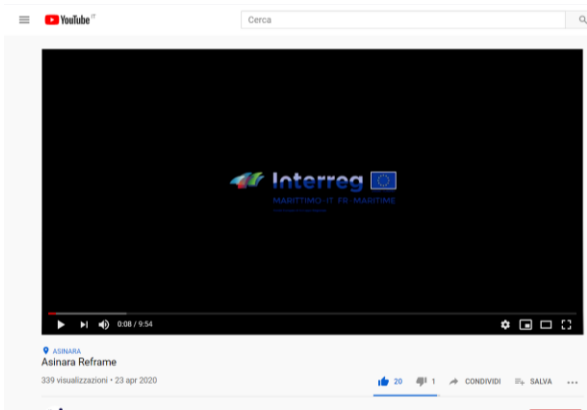 YouTube IT
Cerca
Interreg
MARITTIMO-IT FR-MARITIME
0:08 / 9:54
ASINARA
Asinara Reframe
339 visualizzazioni • 23 apr 2020
20 1 CONDIVIDI SALVA